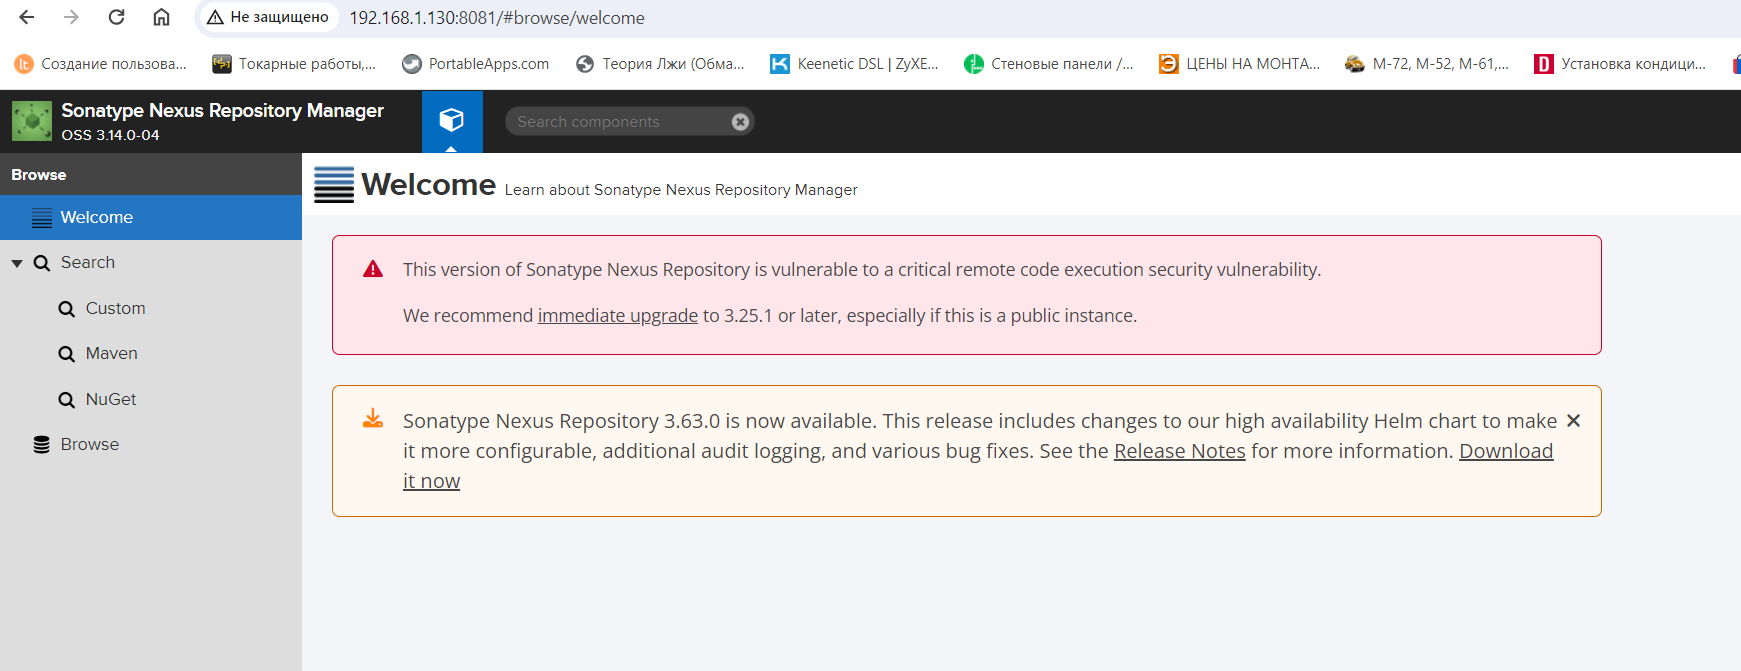 Не защищено
192.168.1.130:8081/#browse/welcome
Создание пользова...
Токарные работы,...
PortableApps.com
Теория Лжи (Обма...
Keenetic DSL | ZyXE...
Стеновые панели /...
ЦЕНЫ НА МОНТА...
М-72, М-52, М-61,...
Установка кондици...
Sonatype Nexus Repository Manager
OSS 3.14.0-04
Search components
Browse
Welcome
Search
Custom
Maven
NuGet
Browse
Welcome Learn about Sonatype Nexus Repository Manager
This version of Sonatype Nexus Repository is vulnerable to a critical remote code execution security vulnerability.
We recommend immediate upgrade to 3.25.1 or later, especially if this is a public instance.
Sonatype Nexus Repository 3.63.0 is now available. This release includes changes to our high availability Helm chart to make
it more configurable, additional audit logging, and various bug fixes. See the Release Notes for more information. Download
it now